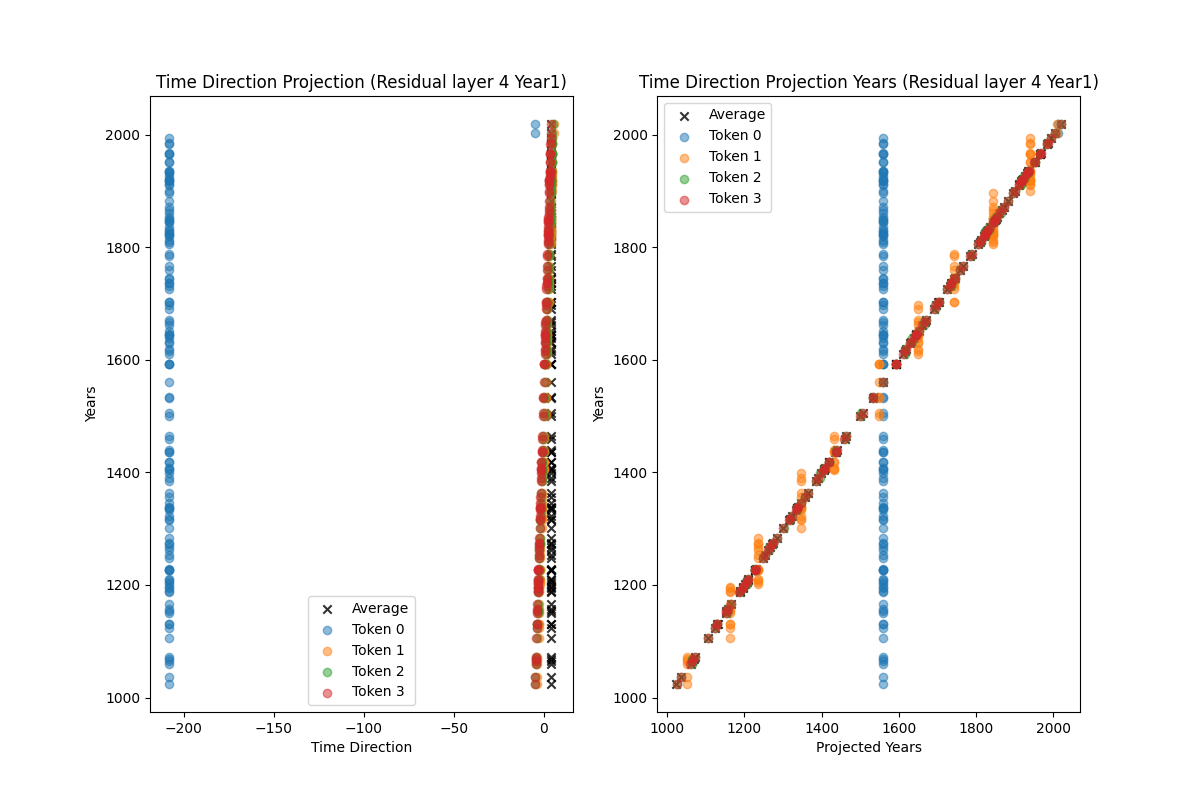 Time Direction Projection (Residual layer 4 Year1)
Years
2000
1800
1600
1400
1200
1000
Average
Token 0
Token 1
Token 2
Token 3
−200 −150 −100 −50 0
Time Direction
Time Direction Projection Years (Residual layer 4 Year1)
Years
2000
1800
1600
1400
1200
1000
Average
Token 0
Token 1
Token 2
Token 3
1000 1200 1400 1600 1800 2000
Projected Years